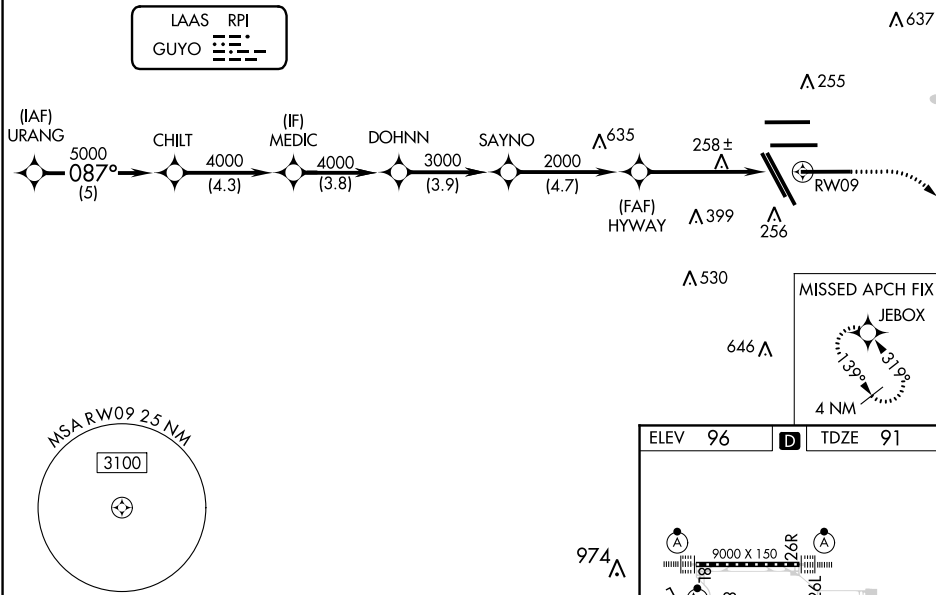 LAAS RPI
GUYO
637
255
(IAF)
URANG
CHILT
(IF)
MEDIC
DOHNN
SAYNO
635
258 ±
5000
087°
(5)
4000
(4.3)
4000
(3.8)
3000
(3.9)
2000
(4.7)
RW09
(FAF)
HYWAY
399
256
530
MISSED APCH FIX
JEBOX
646
139°
319°
4 NM
MSA RW09 25 NM
3100
ELEV 96
D
TDZE 91
974
A
9000 X 150
26R
A
18
26L